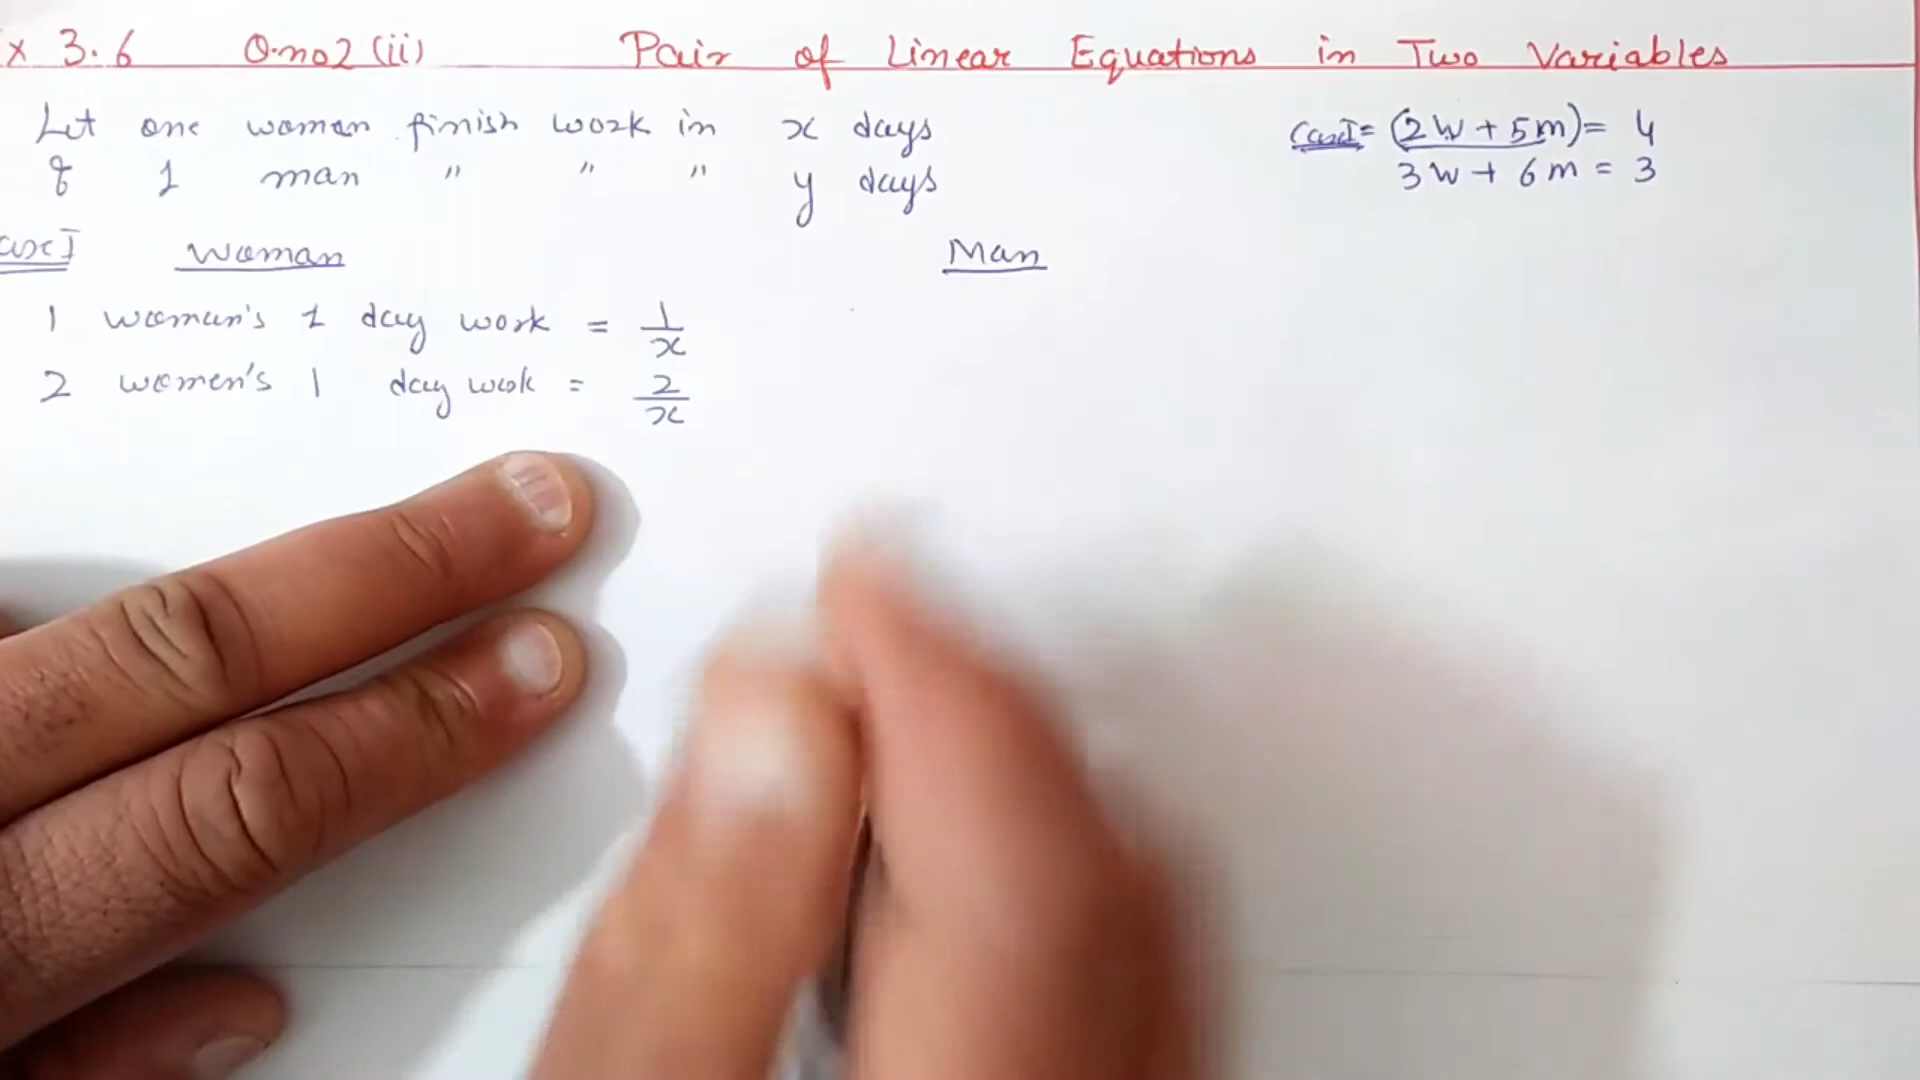 x 3.6 Q.no2 (ii) Pair of Linear Equations in Two Variables
Let one woman finish work in x days
& 1 man " " " y days
Case I = (2w + 5m) = 4
3w + 6m = 3
ase I Woman Man
1 woman's 1 day work = 1/x
2 women's 1 day work = 2/x